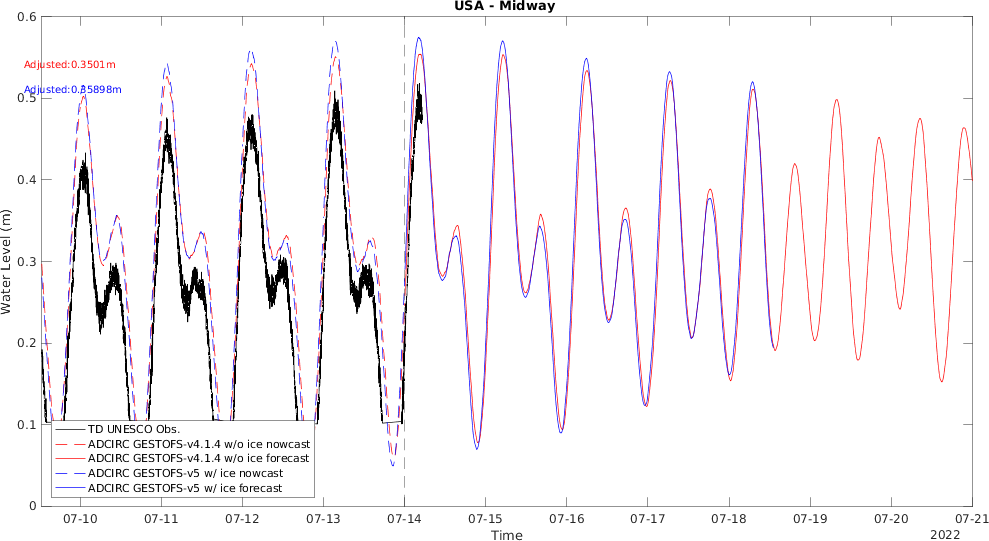 USA - Midway
0.6
Adjusted:0.3501m
Adjusted:0.35898m
0.5
0.4
0.3
0.2
0.1
0
Water Level (m)
TD UNESCO Obs.
ADCIRC GESTOFS-v4.1.4 w/o ice nowcast
ADCIRC GESTOFS-v4.1.4 w/o ice forecast
ADCIRC GESTOFS-v5 w/ ice nowcast
ADCIRC GESTOFS-v5 w/ ice forecast
07-10 07-11 07-12 07-13 07-14 07-15 07-16 07-17 07-18 07-19 07-20 07-21
Time
2022